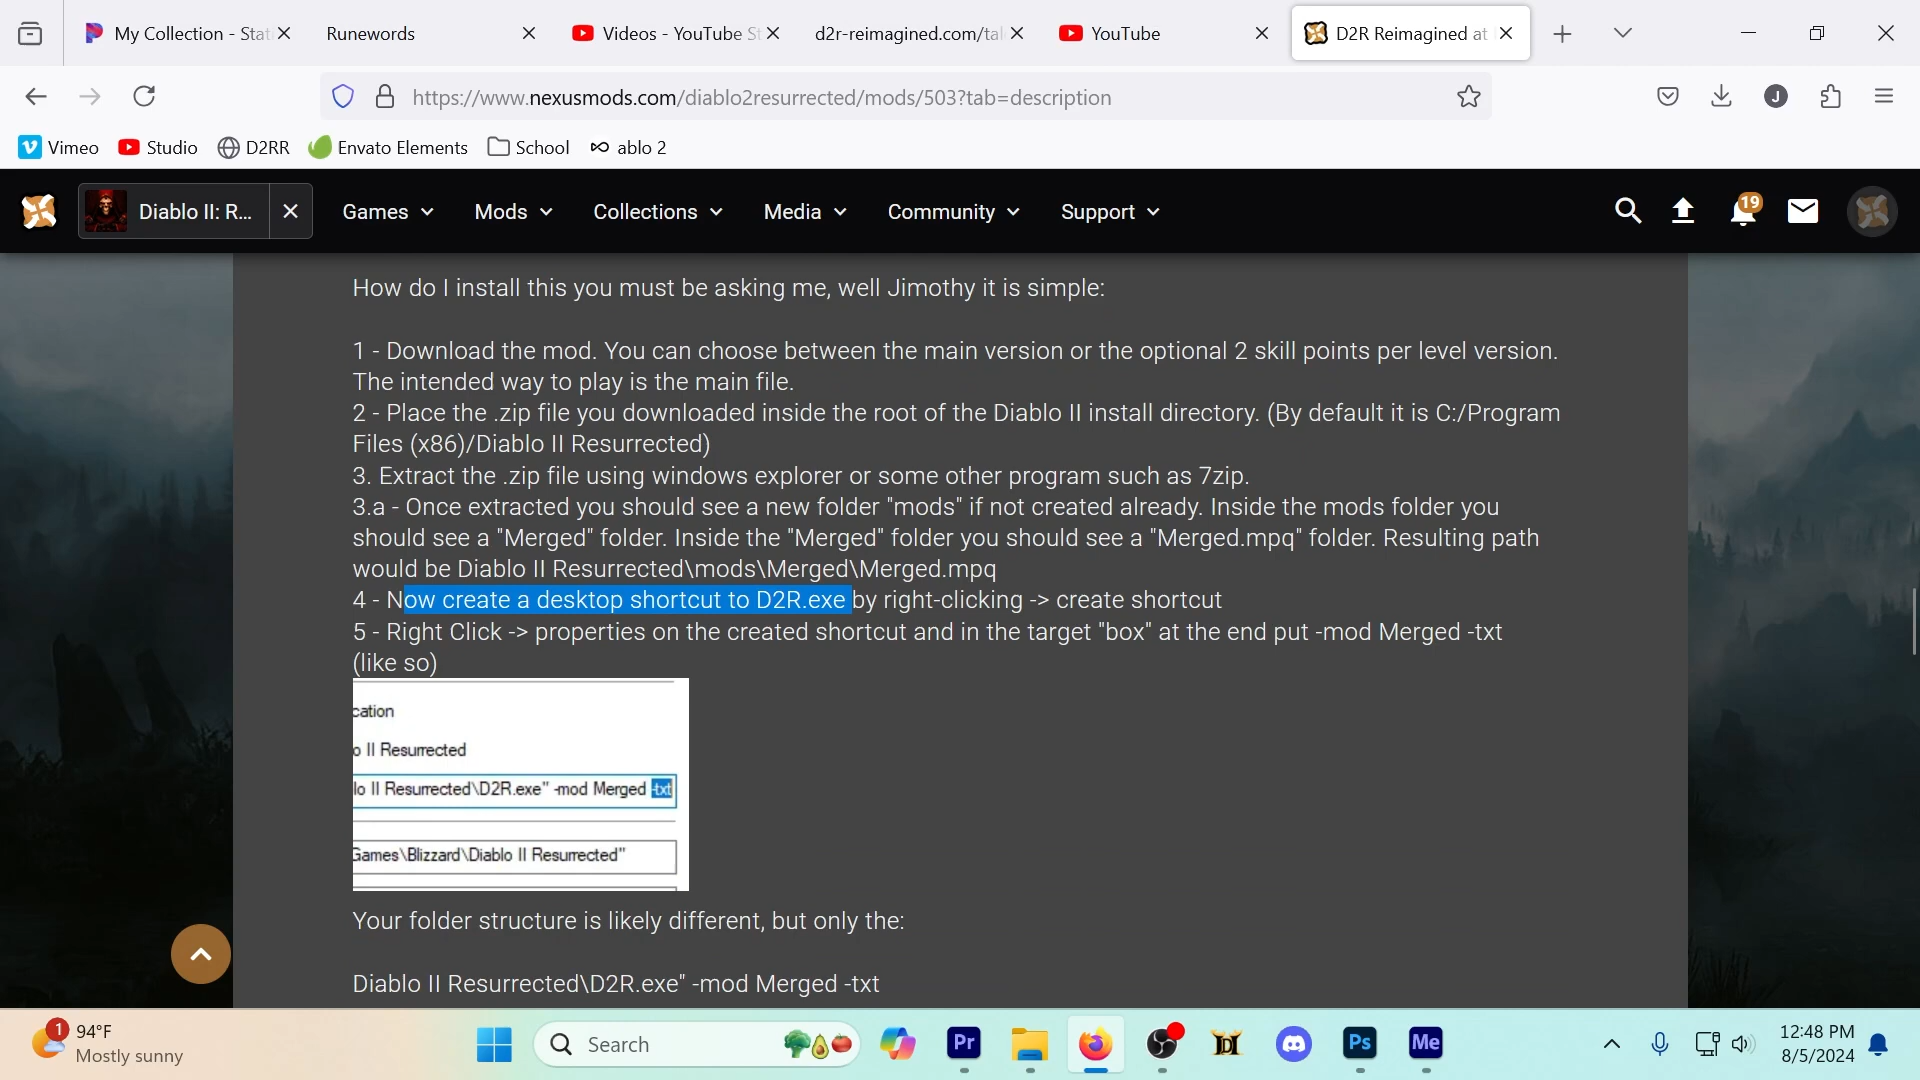 My Collection - Stat
Runewords
Videos - YouTube St
d2r-reimagined.com/tal
YouTube
D2R Reimagined at
https://www.nexusmods.com/diablo2resurrected/mods/503?tab=description
J
Vimeo
Studio
D2RR
Envato Elements
School
ablo 2
Diablo II: R...
Games
Mods
Collections
Media
Community
Support
19
How do I install this you must be asking me, well Jimothy it is simple:
1 - Download the mod. You can choose between the main version or the optional 2 skill points per level version.
The intended way to play is the main file.
2 - Place the .zip file you downloaded inside the root of the Diablo II install directory. (By default it is C:/Program
Files (x86)/Diablo II Resurrected)
3. Extract the .zip file using windows explorer or some other program such as 7zip.
3.a - Once extracted you should see a new folder "mods" if not created already. Inside the mods folder you
should see a "Merged" folder. Inside the "Merged" folder you should see a "Merged.mpq" folder. Resulting path
would be Diablo II Resurrected\mods\Merged\Merged.mpq
4 - Now create a desktop shortcut to D2R.exe by right-clicking -> create shortcut
5 - Right Click -> properties on the created shortcut and in the target "box" at the end put -mod Merged -txt
(like so)
cation
o II Resurrected
lo II Resurrected\D2R.exe" -mod Merged -txt
Games\Blizzard\Diablo II Resurrected"
Your folder structure is likely different, but only the:
Diablo II Resurrected\D2R.exe" -mod Merged -txt
1
94°F
Mostly sunny
Search
Pr
Ps
Me
12:48 PM
8/5/2024